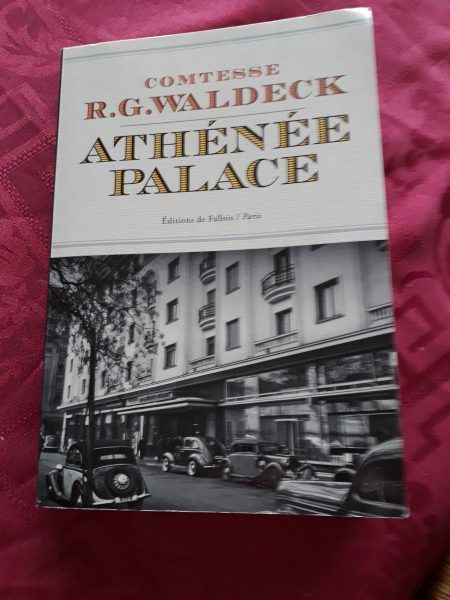 COMTESSE
R.G.WALDECK
ATHÉNÉE
PALACE
Éditions de Fallois / Paris